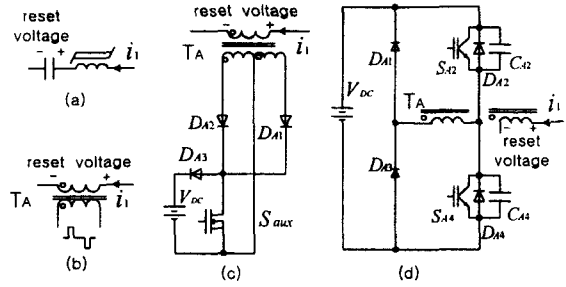 reset
voltage
- +
i1
(a)
reset voltage
- +
TA
i1
(b)
reset voltage
- +
TA
i1
DA2
DA1
DA3
VDC
Saux
(c)
DA1
SA2
CA2
DA2
VDC
TA
i1
- +
reset
voltage
DA3
SA4
CA4
DA4
(d)